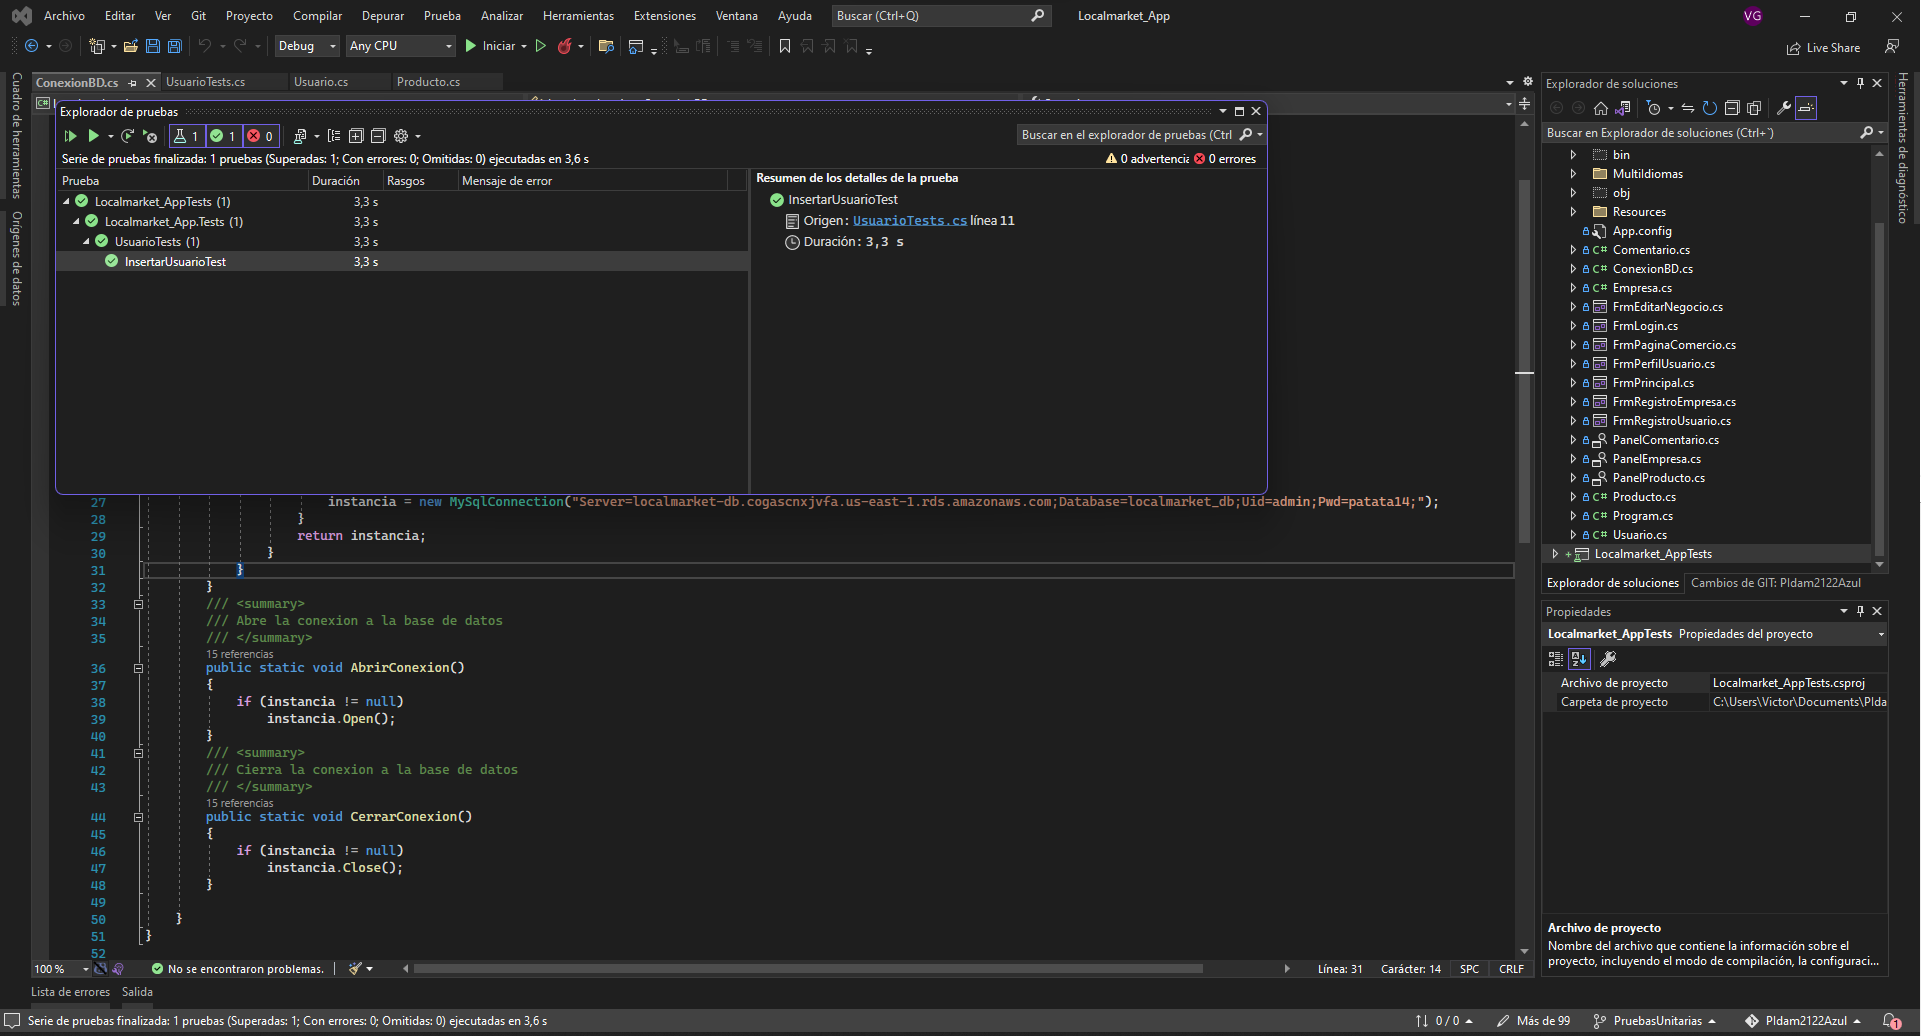 Archivo Editar Ver Git Proyecto Compilar Depurar Prueba Analizar Herramientas Extensiones Ventana Ayuda Buscar (Ctrl+Q) Localmarket_App VG
Debug Any CPU Iniciar Live Share
Cuadro de herramientas
Orígenes de datos
ConexionBD.cs UsuarioTests.cs Usuario.cs Producto.cs
Explorador de pruebas
1 1 0 Buscar en el explorador de pruebas (Ctrl
Serie de pruebas finalizada: 1 pruebas (Superadas: 1; Con errores: 0; Omitidas: 0) ejecutadas en 3,6 s 0 advertencia 0 errores
Prueba Duración Rasgos Mensaje de error
Localmarket_AppTests (1) 3,3 s
Localmarket_App.Tests (1) 3,3 s
UsuarioTests (1) 3,3 s
InsertarUsuarioTest 3,3 s
Resumen de los detalles de la prueba
InsertarUsuarioTest
Origen: UsuarioTests.cs línea 11
Duración: 3,3 s
27 instancia = new MySqlConnection("Server=localmarket-db.cogascnxjvfa.us-east-1.rds.amazonaws.com;Database=localmarket_db;Uid=admin;Pwd=patata14;");
28 }
29 return instancia;
30 }
31 }
32 }
33 /// <summary>
34 /// Abre la conexion a la base de datos
35 /// </summary>
15 referencias
36 public static void AbrirConexion()
37 {
38 if (instancia != null)
39 instancia.Open();
40 }
41 /// <summary>
42 /// Cierra la conexion a la base de datos
43 /// </summary>
15 referencias
44 public static void CerrarConexion()
45 {
46 if (instancia != null)
47 instancia.Close();
48 }
49
50 }
51 }
52
100 % No se encontraron problemas. Línea: 31 Carácter: 14 SPC CRLF
Lista de errores Salida
Explorador de soluciones
Buscar en Explorador de soluciones (Ctrl+`)
bin
MultiIdiomas
obj
Resources
App.config
C# Comentario.cs
C# ConexionBD.cs
C# Empresa.cs
FrmEditarNegocio.cs
FrmLogin.cs
FrmPaginaComercio.cs
FrmPerfilUsuario.cs
FrmPrincipal.cs
FrmRegistroEmpresa.cs
FrmRegistroUsuario.cs
PanelComentario.cs
PanelEmpresa.cs
PanelProducto.cs
C# Producto.cs
C# Program.cs
C# Usuario.cs
Localmarket_AppTests
Explorador de soluciones Cambios de GIT: PIdam2122Azul
Propiedades
Localmarket_AppTests Propiedades del proyecto
Archivo de proyecto Localmarket_AppTests.csproj
Carpeta de proyecto C:\Users\Victor\Documents\PIda
Archivo de proyecto
Nombre del archivo que contiene la información sobre el
proyecto, incluyendo el modo de compilación, la configuraci...
Herramientas de diagnóstico
Serie de pruebas finalizada: 1 pruebas (Superadas: 1; Con errores: 0; Omitidas: 0) ejecutadas en 3,6 s 0 / 0 Más de 99 PruebasUnitarias PIdam2122Azul 1